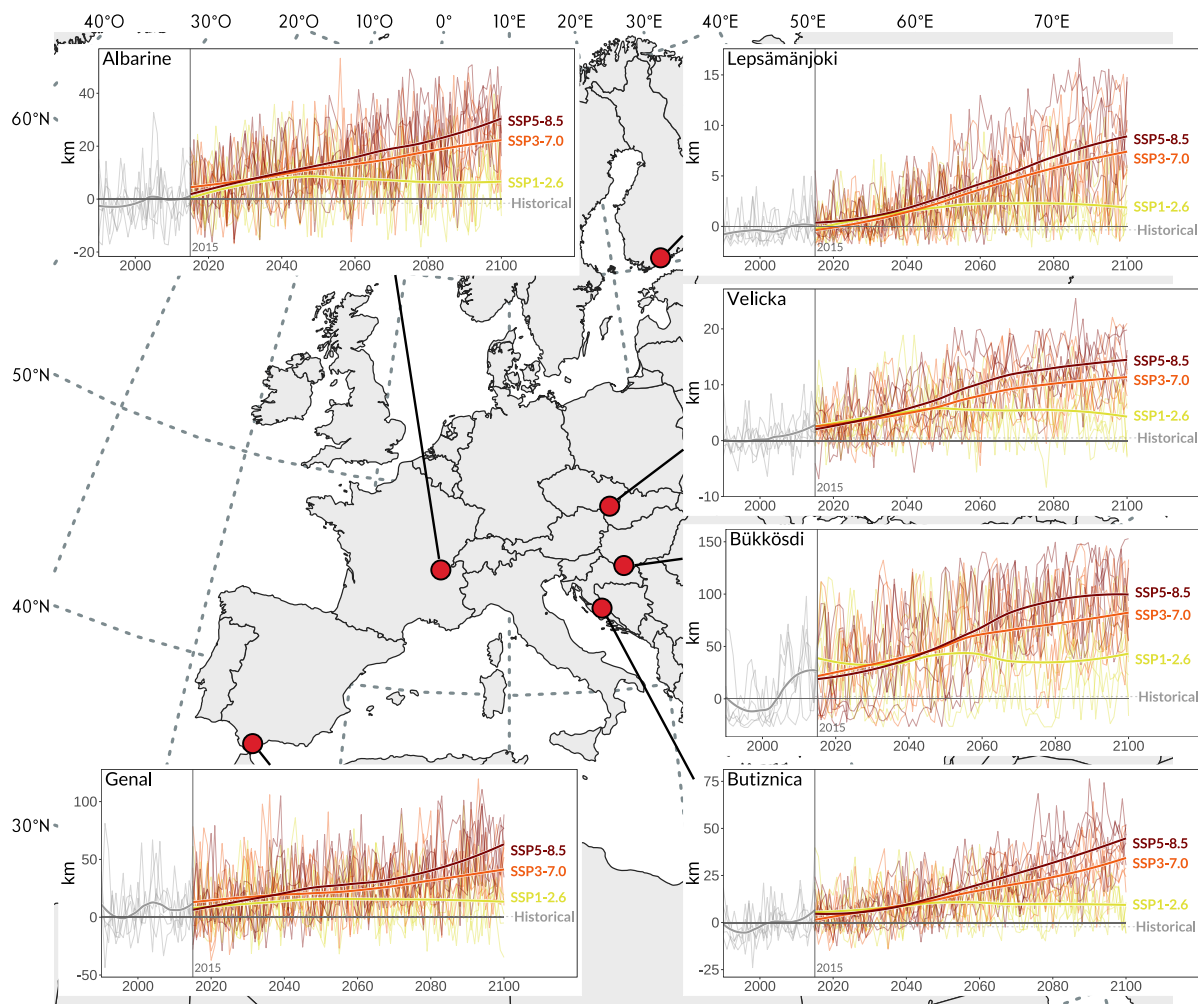 40°O 30°O 20°O 10°O 0° 10°E 20°E 30°E 40°E 50°E 60°E 70°E
60°N
50°N
40°N
30°N
Albarine
km
40
20
0
-20
SSP5-8.5
SSP3-7.0
SSP1-2.6
Historical
2015
2000 2020 2040 2060 2080 2100
Lepsämänjoki
km
15
10
5
0
SSP5-8.5
SSP3-7.0
SSP1-2.6
Historical
2015
2000 2020 2040 2060 2080 2100
Velicka
km
20
10
0
-10
SSP5-8.5
SSP3-7.0
SSP1-2.6
Historical
2015
2000 2020 2040 2060 2080 2100
Bükkösdi
km
150
100
50
0
SSP5-8.5
SSP3-7.0
SSP1-2.6
Historical
2015
2000 2020 2040 2060 2080 2100
Genal
km
100
50
0
-50
SSP5-8.5
SSP3-7.0
SSP1-2.6
Historical
2015
2000 2020 2040 2060 2080 2100
Butiznica
km
75
50
25
0
-25
SSP5-8.5
SSP3-7.0
SSP1-2.6
Historical
2015
2000 2020 2040 2060 2080 2100